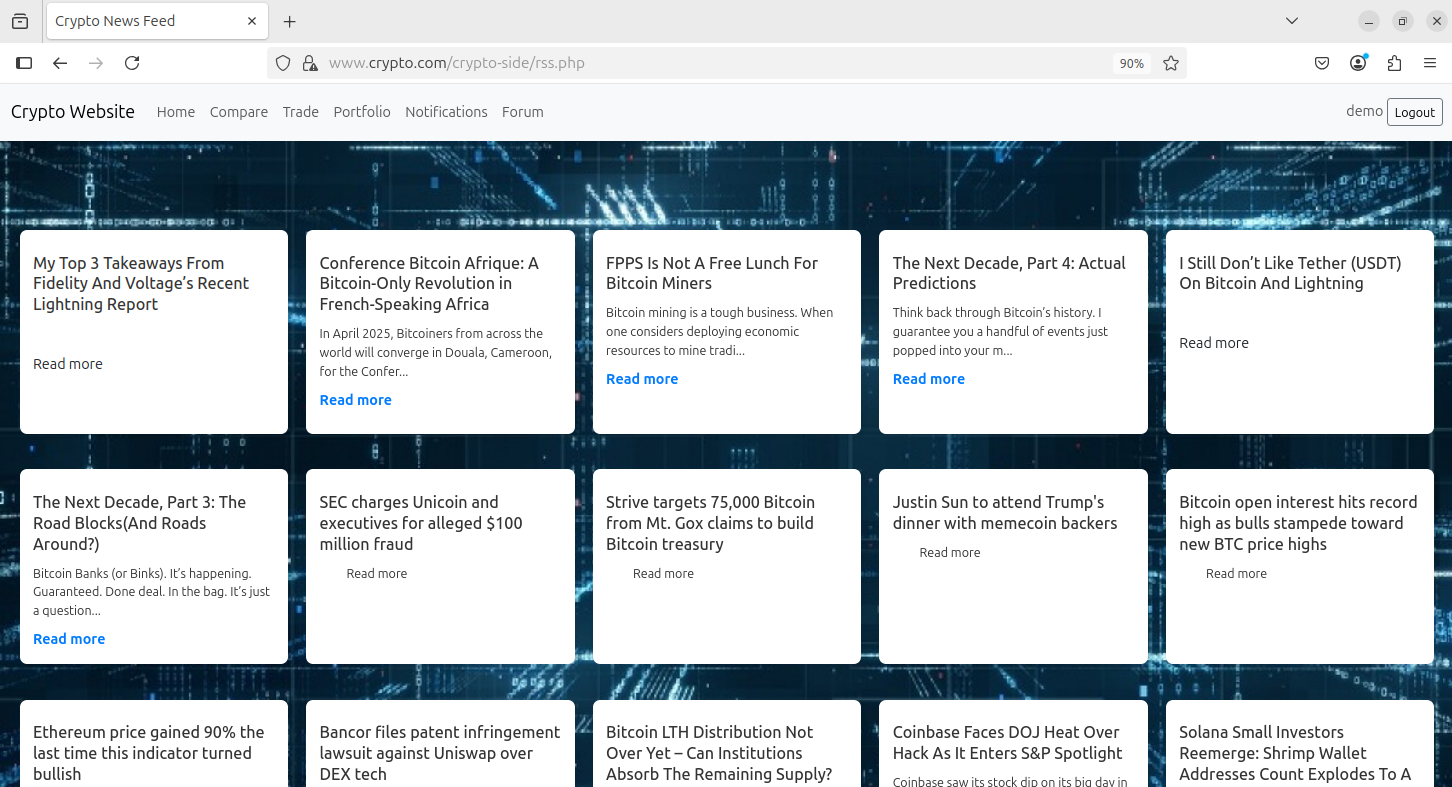 Crypto News Feed
www.crypto.com/crypto-side/rss.php
90%
Crypto Website Home Compare Trade Portfolio Notifications Forum demo Logout
My Top 3 Takeaways From
Fidelity And Voltage’s Recent
Lightning Report
Read more
Conference Bitcoin Afrique: A
Bitcoin-Only Revolution in
French-Speaking Africa
In April 2025, Bitcoiners from across the
world will converge in Douala, Cameroon,
for the Confer...
Read more
FPPS Is Not A Free Lunch For
Bitcoin Miners
Bitcoin mining is a tough business. When
one considers deploying economic
resources to mine tradi...
Read more
The Next Decade, Part 4: Actual
Predictions
Think back through Bitcoin’s history. I
guarantee you a handful of events just
popped into your m...
Read more
I Still Don’t Like Tether (USDT)
On Bitcoin And Lightning
Read more
The Next Decade, Part 3: The
Road Blocks(And Roads
Around?)
Bitcoin Banks (or Binks). It’s happening.
Guaranteed. Done deal. In the bag. It’s just
a question...
Read more
SEC charges Unicoin and
executives for alleged $100
million fraud
Read more
Strive targets 75,000 Bitcoin
from Mt. Gox claims to build
Bitcoin treasury
Read more
Justin Sun to attend Trump's
dinner with memecoin backers
Read more
Bitcoin open interest hits record
high as bulls stampede toward
new BTC price highs
Read more
Ethereum price gained 90% the
last time this indicator turned
bullish
Bancor files patent infringement
lawsuit against Uniswap over
DEX tech
Bitcoin LTH Distribution Not
Over Yet – Can Institutions
Absorb The Remaining Supply?
Coinbase Faces DOJ Heat Over
Hack As It Enters S&P Spotlight
Coinbase saw its stock dip on its big day in
Solana Small Investors
Reemerge: Shrimp Wallet
Addresses Count Explodes To A